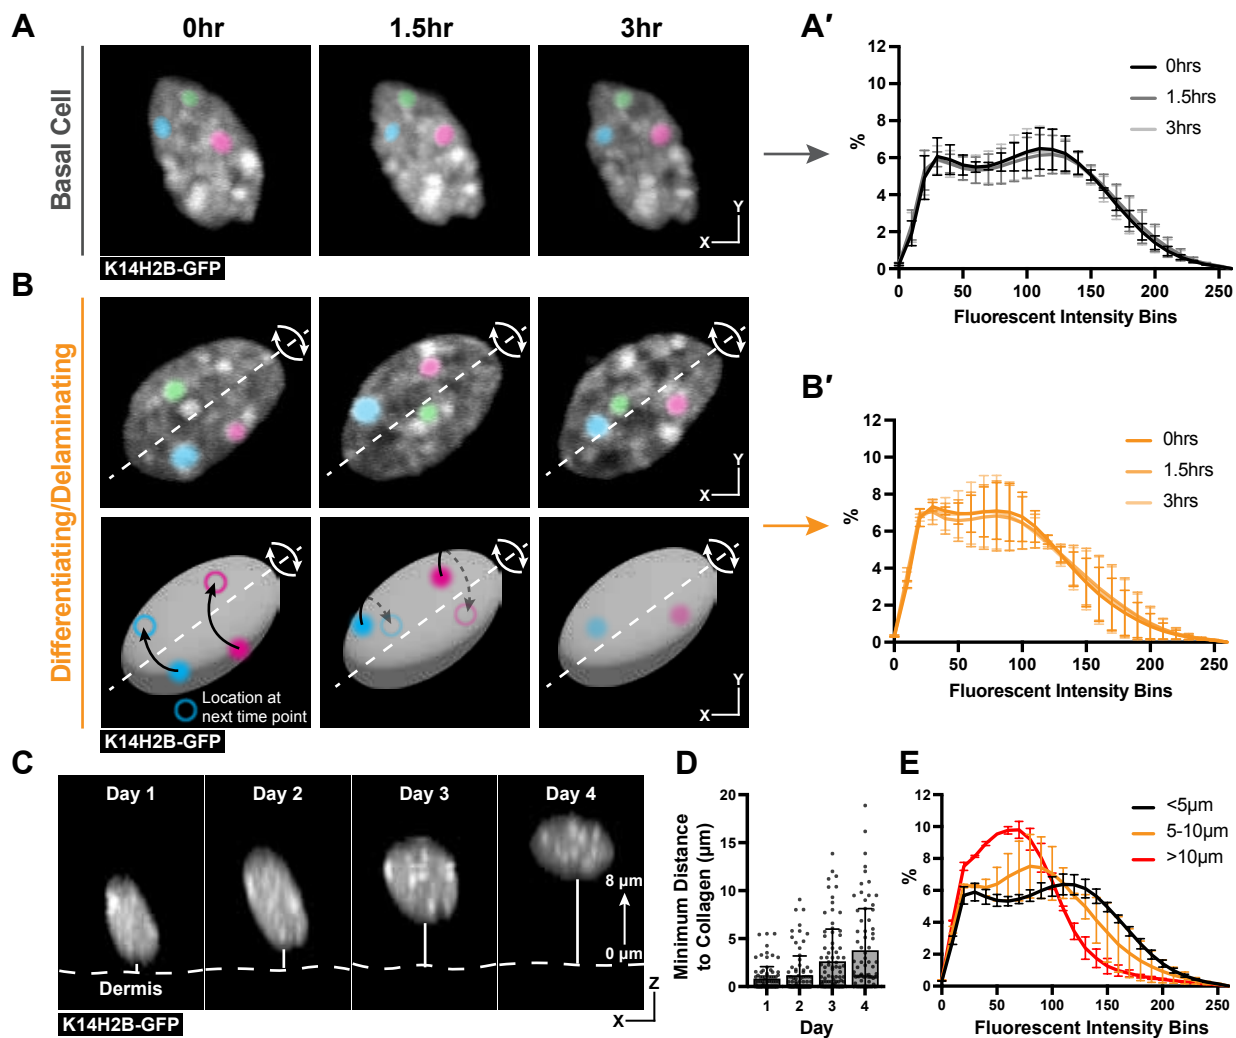 A
0hr
1.5hr
3hr
Basal Cell
Y
X
K14H2B-GFP
A′
12
10
8
6
4
2
0
%
0hrs
1.5hrs
3hrs
0
50
100
150
200
250
Fluorescent Intensity Bins
B
Differentiating/Delaminating
Y
X
Location at
next time point
Y
X
K14H2B-GFP
B′
12
10
8
6
4
2
0
%
0hrs
1.5hrs
3hrs
0
50
100
150
200
250
Fluorescent Intensity Bins
C
Day 1
Day 2
Day 3
Day 4
8 µm
0 µm
Dermis
Z
X
K14H2B-GFP
D
Minimum Distance
to Collagen (µm)
20
15
10
5
0
1
2
3
4
Day
E
12
10
8
6
4
2
0
%
<5µm
5-10µm
>10µm
0
50
100
150
200
250
Fluorescent Intensity Bins